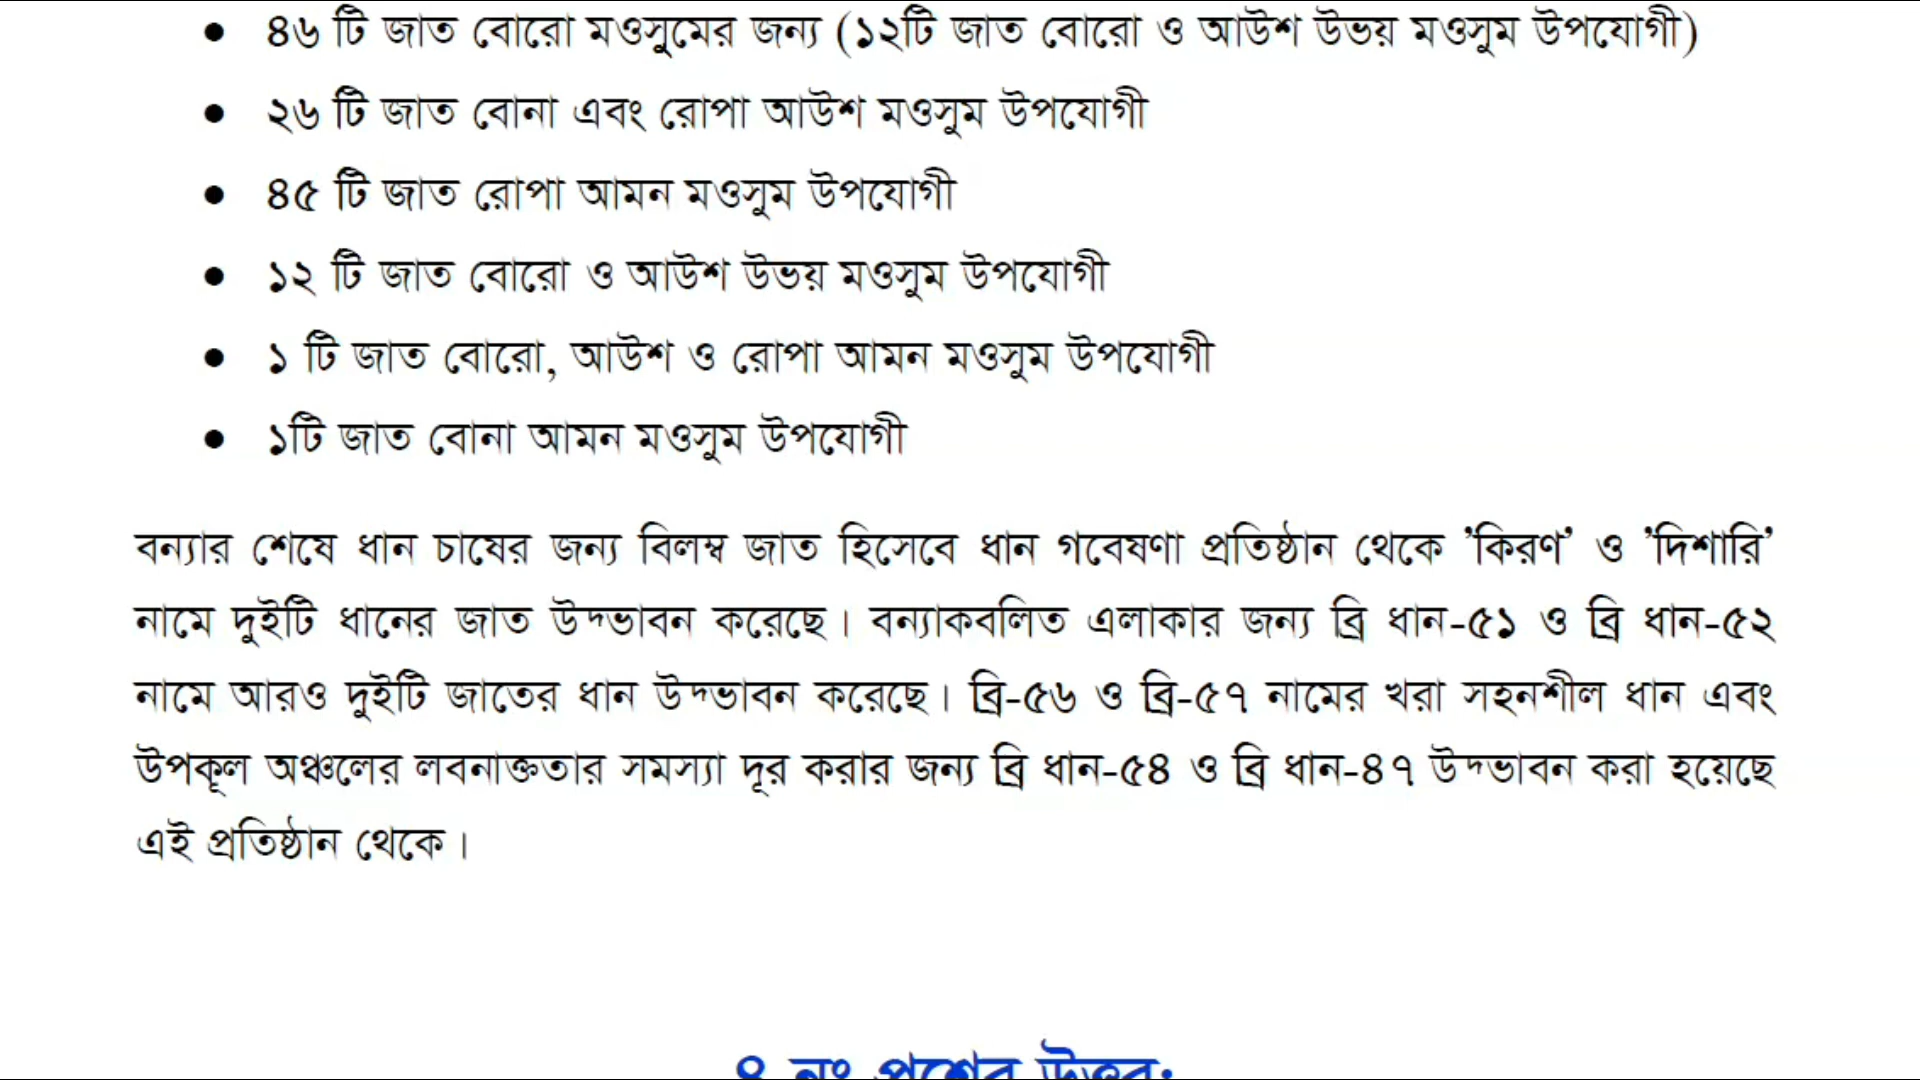 ● ৪৬ টি জাত বোরো মওসুমের জন্য (১২টি জাত বোরো ও আউশ উভয় মওসুম উপযোগী)
● ২৬ টি জাত বোনা এবং রোপা আউশ মওসুম উপযোগী
● ৪৫ টি জাত রোপা আমন মওসুম উপযোগী
● ১২ টি জাত বোরো ও আউশ উভয় মওসুম উপযোগী
● ১ টি জাত বোরো, আউশ ও রোপা আমন মওসুম উপযোগী
● ১টি জাত বোনা আমন মওসুম উপযোগী
বন্যার শেষে ধান চাষের জন্য বিলম্ব জাত হিসেবে ধান গবেষণা প্রতিষ্ঠান থেকে ’কিরণ’ ও ’দিশারি’
নামে দুইটি ধানের জাত উদ্ভাবন করেছে। বন্যাকবলিত এলাকার জন্য ব্রি ধান-৫১ ও ব্রি ধান-৫২
নামে আরও দুইটি জাতের ধান উদ্ভাবন করেছে। ব্রি-৫৬ ও ব্রি-৫৭ নামের খরা সহনশীল ধান এবং
উপকূল অঞ্চলের লবনাক্ততার সমস্যা দূর করার জন্য ব্রি ধান-৫৪ ও ব্রি ধান-৪৭ উদ্ভাবন করা হয়েছে
এই প্রতিষ্ঠান থেকে।
নং প্রশ্নের উত্তর: